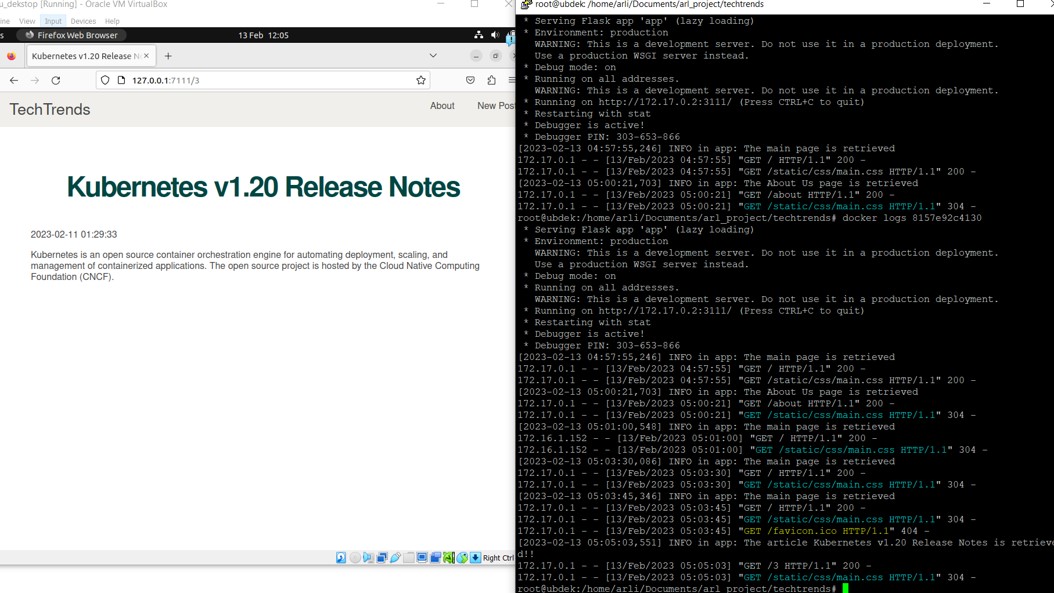 u_dekstop [Running] - Oracle VM VirtualBox
ine View Input Devices Help
s Firefox Web Browser 13 Feb 12:05
Kubernetes v1.20 Release N
127.0.0.1:7111/3
TechTrends About New Post
Kubernetes v1.20 Release Notes
2023-02-11 01:29:33
Kubernetes is an open source container orchestration engine for automating deployment, scaling, and
management of containerized applications. The open source project is hosted by the Cloud Native Computing
Foundation (CNCF).
Right Ctrl
root@ubdek: /home/arli/Documents/arl_project/techtrends
* Serving Flask app 'app' (lazy loading)
* Environment: production
WARNING: This is a development server. Do not use it in a production deployment.
Use a production WSGI server instead.
* Debug mode: on
* Running on all addresses.
WARNING: This is a development server. Do not use it in a production deployment.
* Running on http://172.17.0.2:3111/ (Press CTRL+C to quit)
* Restarting with stat
* Debugger is active!
* Debugger PIN: 303-653-866
[2023-02-13 04:57:55,246] INFO in app: The main page is retrieved
172.17.0.1 - - [13/Feb/2023 04:57:55] "GET / HTTP/1.1" 200 -
172.17.0.1 - - [13/Feb/2023 04:57:55] "GET /static/css/main.css HTTP/1.1" 200 -
[2023-02-13 05:00:21,703] INFO in app: The About Us page is retrieved
172.17.0.1 - - [13/Feb/2023 05:00:21] "GET /about HTTP/1.1" 200 -
172.17.0.1 - - [13/Feb/2023 05:00:21] "GET /static/css/main.css HTTP/1.1" 304 -
root@ubdek:/home/arli/Documents/arl_project/techtrends# docker logs 8157e92c4130
* Serving Flask app 'app' (lazy loading)
* Environment: production
WARNING: This is a development server. Do not use it in a production deployment.
Use a production WSGI server instead.
* Debug mode: on
* Running on all addresses.
WARNING: This is a development server. Do not use it in a production deployment.
* Running on http://172.17.0.2:3111/ (Press CTRL+C to quit)
* Restarting with stat
* Debugger is active!
* Debugger PIN: 303-653-866
[2023-02-13 04:57:55,246] INFO in app: The main page is retrieved
172.17.0.1 - - [13/Feb/2023 04:57:55] "GET / HTTP/1.1" 200 -
172.17.0.1 - - [13/Feb/2023 04:57:55] "GET /static/css/main.css HTTP/1.1" 200 -
[2023-02-13 05:00:21,703] INFO in app: The About Us page is retrieved
172.17.0.1 - - [13/Feb/2023 05:00:21] "GET /about HTTP/1.1" 200 -
172.17.0.1 - - [13/Feb/2023 05:00:21] "GET /static/css/main.css HTTP/1.1" 304 -
[2023-02-13 05:01:00,548] INFO in app: The main page is retrieved
172.16.1.152 - - [13/Feb/2023 05:01:00] "GET / HTTP/1.1" 200 -
172.16.1.152 - - [13/Feb/2023 05:01:00] "GET /static/css/main.css HTTP/1.1" 304 -
[2023-02-13 05:03:30,086] INFO in app: The main page is retrieved
172.17.0.1 - - [13/Feb/2023 05:03:30] "GET / HTTP/1.1" 200 -
172.17.0.1 - - [13/Feb/2023 05:03:30] "GET /static/css/main.css HTTP/1.1" 304 -
[2023-02-13 05:03:45,346] INFO in app: The main page is retrieved
172.17.0.1 - - [13/Feb/2023 05:03:45] "GET / HTTP/1.1" 200 -
172.17.0.1 - - [13/Feb/2023 05:03:45] "GET /static/css/main.css HTTP/1.1" 304 -
172.17.0.1 - - [13/Feb/2023 05:03:45] "GET /favicon.ico HTTP/1.1" 404 -
[2023-02-13 05:05:03,551] INFO in app: The article Kubernetes v1.20 Release Notes is retrieve
d!!
172.17.0.1 - - [13/Feb/2023 05:05:03] "GET /3 HTTP/1.1" 200 -
172.17.0.1 - - [13/Feb/2023 05:05:03] "GET /static/css/main.css HTTP/1.1" 304 -
root@ubdek:/home/arli/Documents/arl_project/techtrends#